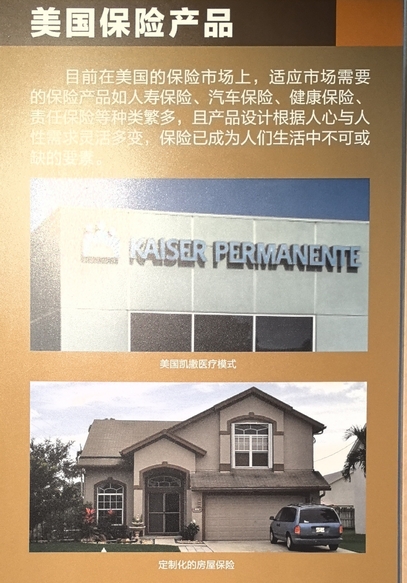 美国保险产品
目前在美国的保险市场上，适应市场需要
的保险产品如人寿保险、汽车保险、健康保险、
责任保险等种类繁多，且产品设计根据人心与人
性需求灵活多变，保险已成为人们生活中不可或
缺的要素。
KAISER PERMANENTE
美国凯撒医疗模式
定制化的房屋保险